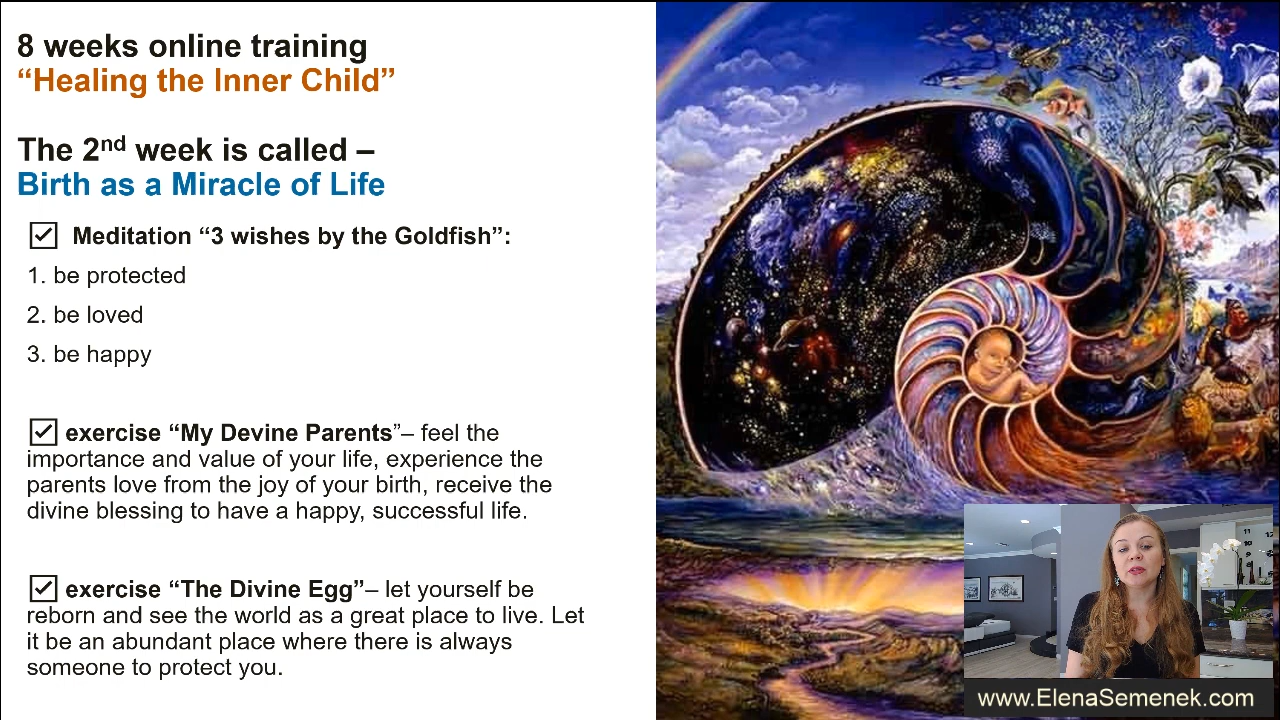 8 weeks online training
“Healing the Inner Child”
The 2nd week is called –
Birth as a Miracle of Life
Meditation “3 wishes by the Goldfish”:
1. be protected
2. be loved
3. be happy
exercise “My Devine Parents”– feel the
importance and value of your life, experience the
parents love from the joy of your birth, receive the
divine blessing to have a happy, successful life.
exercise “The Divine Egg”– let yourself be
reborn and see the world as a great place to live. Let
it be an abundant place where there is always
someone to protect you.
www.ElenaSemenek.com